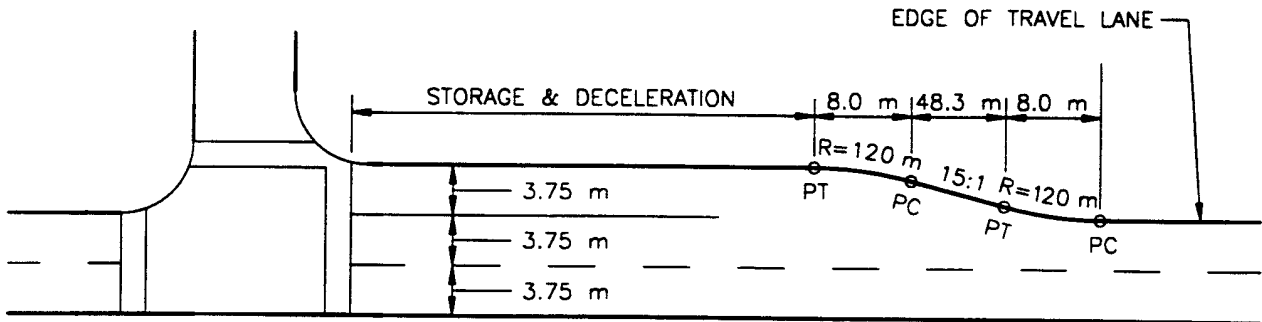 EDGE OF TRAVEL LANE
STORAGE & DECELERATION
8.0 m
48.3 m
8.0 m
R=120 m
15:1
R=120 m
PT
PC
PT
PC
3.75 m
3.75 m
3.75 m